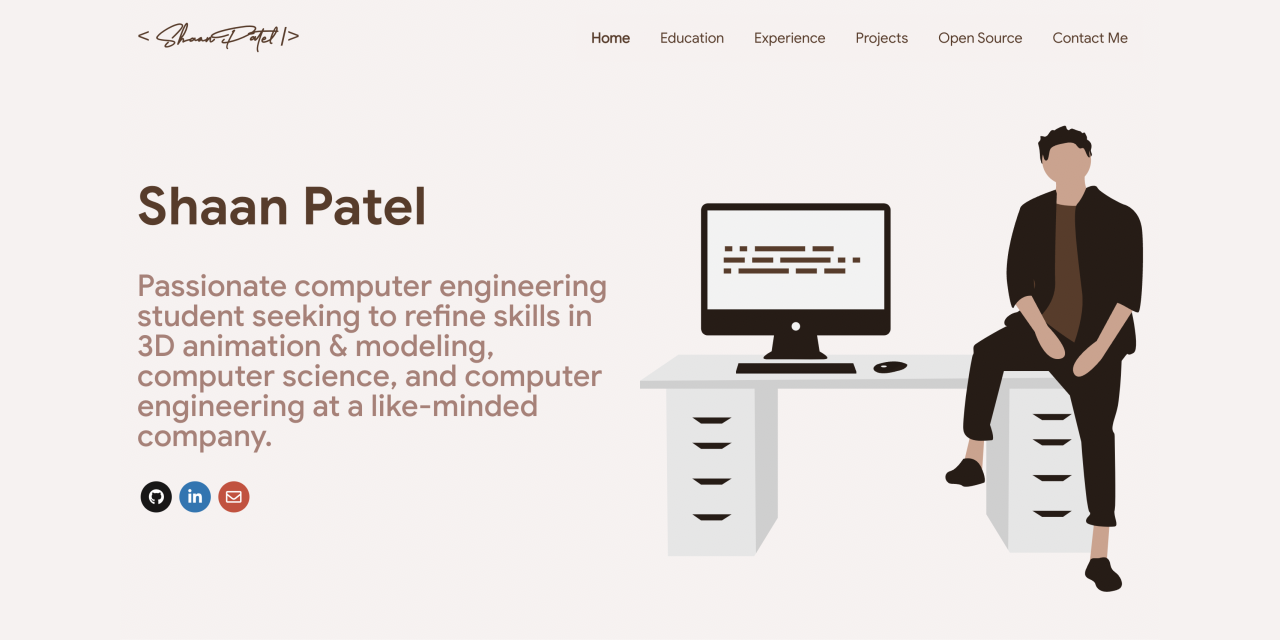 < Shaan Patel />
Home Education Experience Projects Open Source Contact Me
Shaan Patel
Passionate computer engineering
student seeking to refine skills in
3D animation & modeling,
computer science, and computer
engineering at a like-minded
company.
in